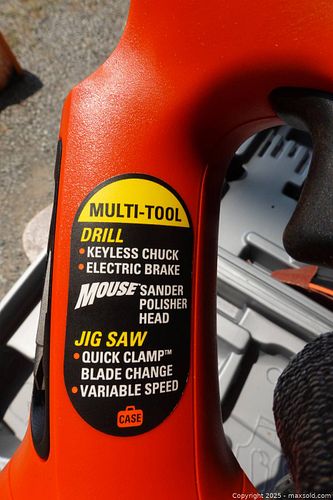 MULTI-TOOL
DRILL
• KEYLESS CHUCK
• ELECTRIC BRAKE
MOUSE™ SANDER
POLISHER
HEAD
JIG SAW
• QUICK CLAMP™
BLADE CHANGE
• VARIABLE SPEED
CASE
Copyright 2025 - maxsold.com